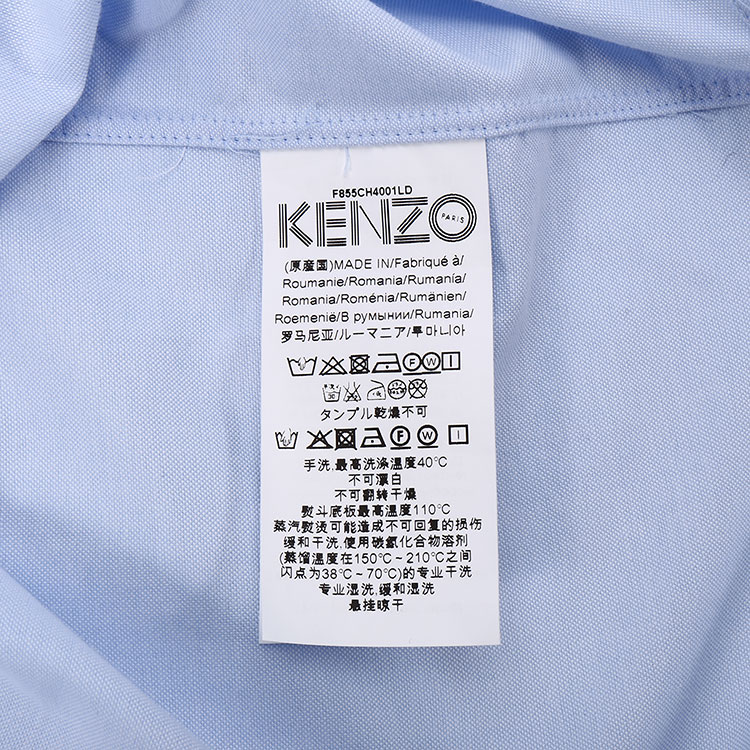 F855CH4001LD
KENZO PARIS
(原産国)MADE IN/Fabriqué à/
Roumanie/Romania/Rumanía/
Romania/Roménia/Rumänien/
Roemenië/В румынии/Rumania/
罗马尼亚/ルーマニア/루마니아
F W
30
タンプル乾燥不可
F W
手洗,最高洗涤温度40°C
不可漂白
不可翻转干燥
熨斗底板最高温度110°C
蒸汽熨烫可能造成不可回复的损伤
缓和干洗,使用碳氢化合物溶剂
(蒸馏温度在150°C~210°C之间
闪点为38°C~70°C)的专业干洗
专业湿洗,缓和湿洗
悬挂晾干